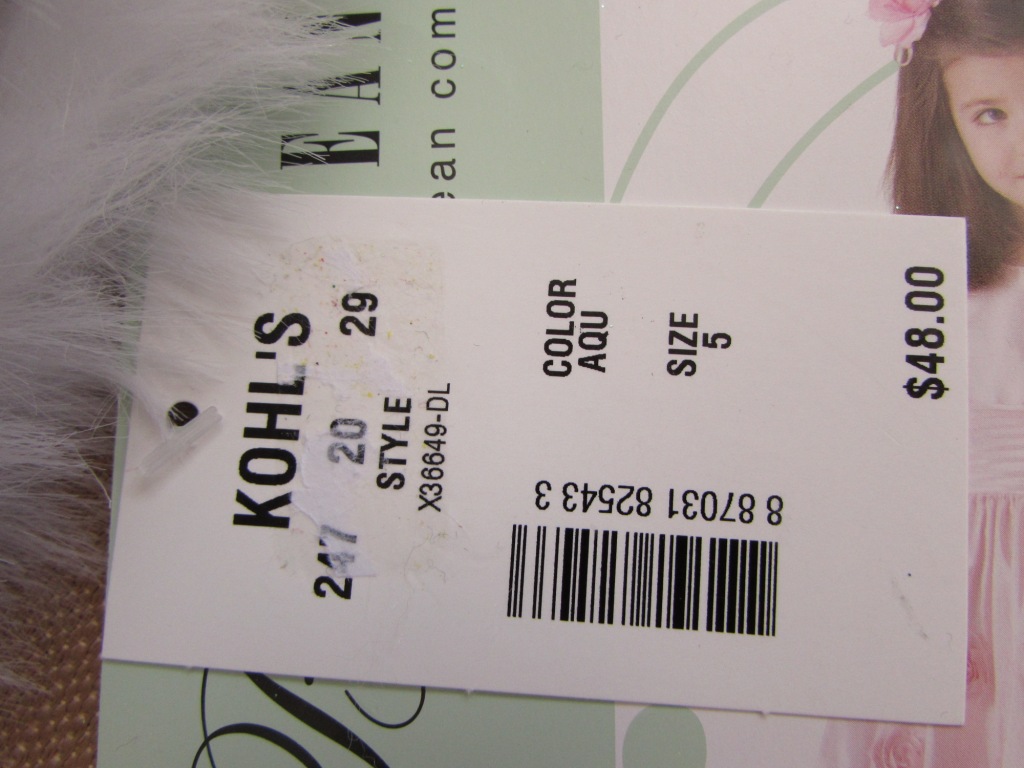 KOHL'S
247 20 29
STYLE
X36649-DL
COLOR
AQU
SIZE
5
$48.00
8 87031 82543 3
ean com